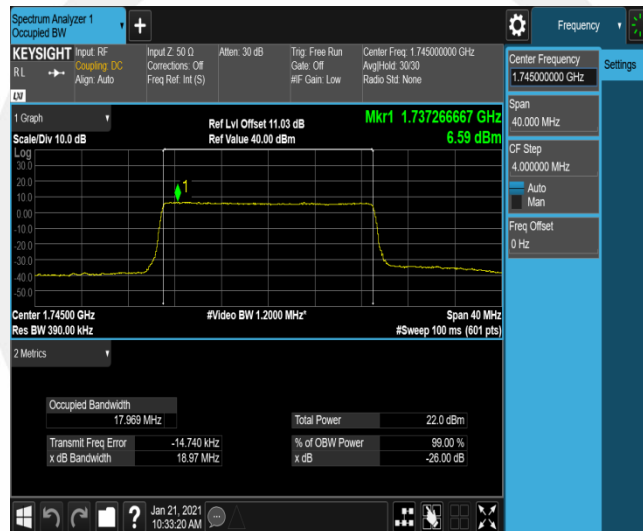 Spectrum Analyzer 1
Occupied BW
Frequency
KEYSIGHT
RL
LXI
Input: RF
Coupling: DC
Align: Auto
Input Z: 50 Ω
Corrections: Off
Freq Ref: Int (S)
Atten: 30 dB
Trig: Free Run
Gate: Off
#IF Gain: Low
Center Freq: 1.745000000 GHz
Avg|Hold: 30/30
Radio Std: None
Center Frequency
1.745000000 GHz
Settings
Span
40.000 MHz
CF Step
4.000000 MHz
Auto
Man
Freq Offset
0 Hz
1 Graph
Scale/Div 10.0 dB
Ref Lvl Offset 11.03 dB
Ref Value 40.00 dBm
Mkr1 1.737266667 GHz
6.59 dBm
Log
30.0
20.0
10.0
0.00
-10.0
-20.0
-30.0
-40.0
-50.0
1
Center 1.74500 GHz
Res BW 390.00 kHz
#Video BW 1.2000 MHz*
Span 40 MHz
#Sweep 100 ms (601 pts)
2 Metrics
Occupied Bandwidth
17.969 MHz
Total Power 22.0 dBm
Transmit Freq Error -14.740 kHz
% of OBW Power 99.00 %
x dB Bandwidth 18.97 MHz
x dB -26.00 dB
?
Jan 21, 2021
10:33:20 AM